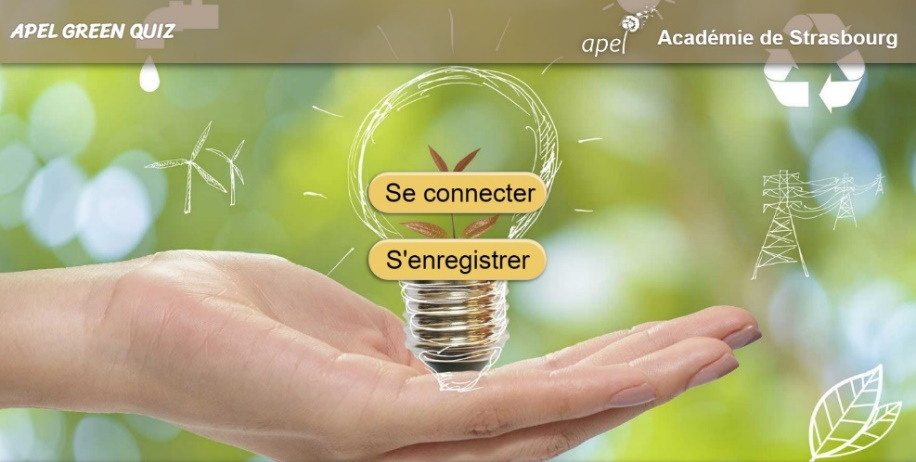 APEL GREEN QUIZ
apel
Académie de Strasbourg
Se connecter
S'enregistrer